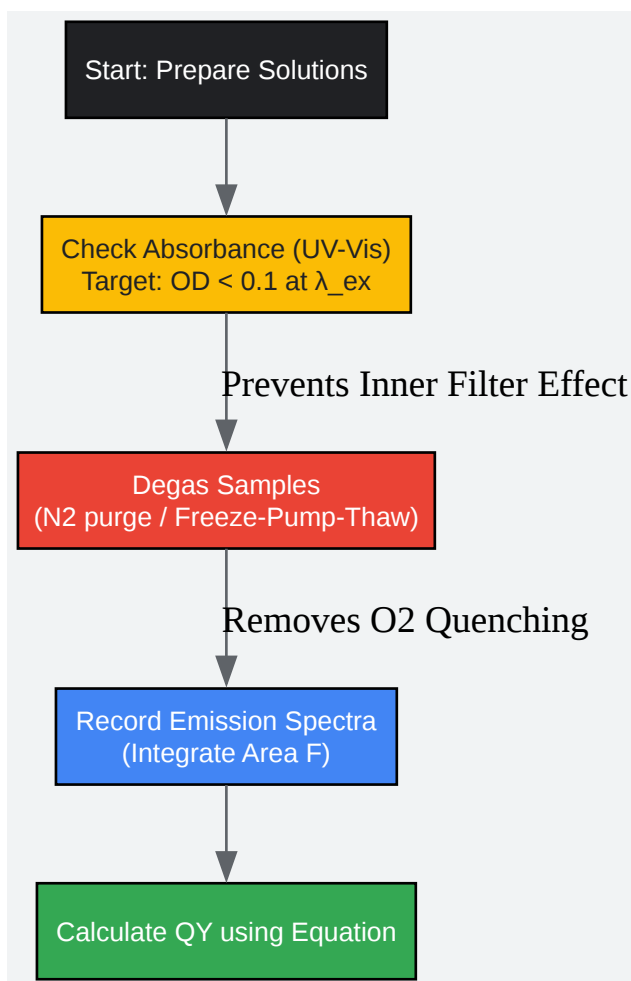 Start: Prepare Solutions
Check Absorbance (UV-Vis)
Target: OD < 0.1 at λ_ex
Prevents Inner Filter Effect
Degas Samples
(N2 purge / Freeze-Pump-Thaw)
Removes O2 Quenching
Record Emission Spectra
(Integrate Area F)
Calculate QY using Equation